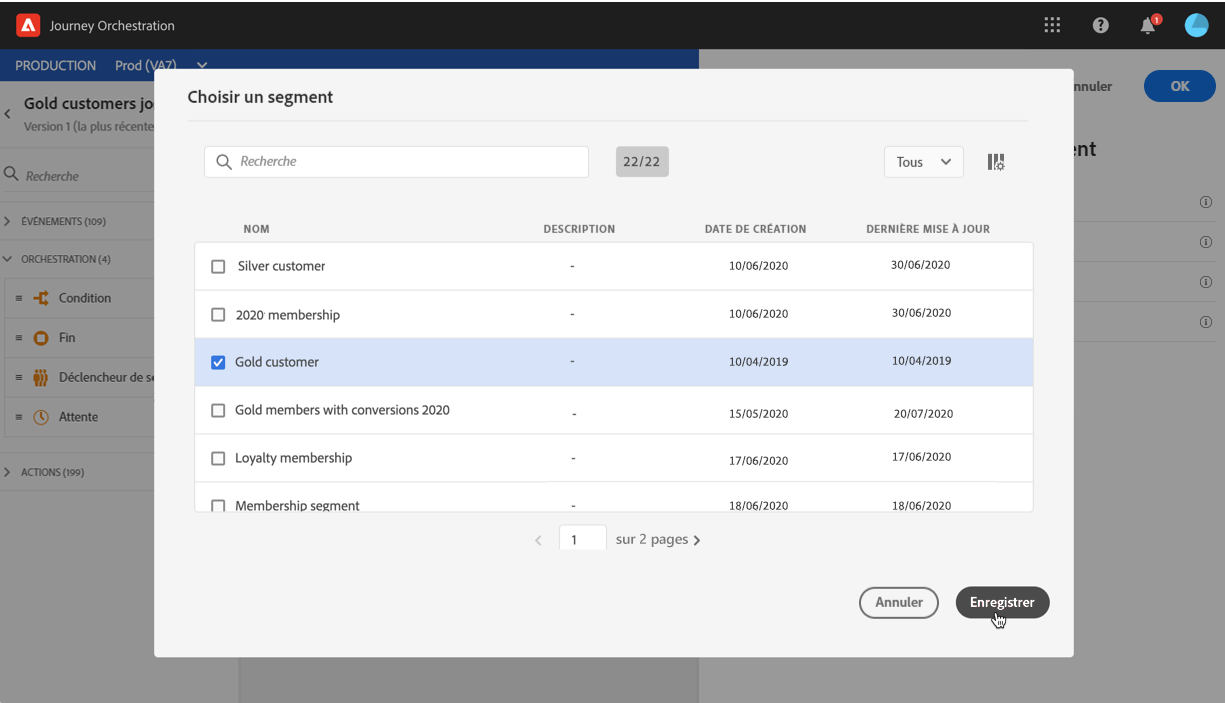 Journey Orchestration
1
PRODUCTION Prod (VA7)
Gold customers jo
Version 1 (la plus récente
Recherche
ÉVÉNEMENTS (109)
ORCHESTRATION (4)
Condition
Fin
Déclencheur de se
Attente
ACTIONS (199)
Choisir un segment
Recherche
22/22
Tous
NOM DESCRIPTION DATE DE CRÉATION DERNIÈRE MISE À JOUR
Silver customer - 10/06/2020 30/06/2020
2020 membership - 10/06/2020 30/06/2020
Gold customer - 10/04/2019 10/04/2019
Gold members with conversions 2020 - 15/05/2020 20/07/2020
Loyalty membership - 17/06/2020 17/06/2020
Membership segment - 18/06/2020 18/06/2020
1 sur 2 pages
Annuler Enregistrer
nnuler OK
ent